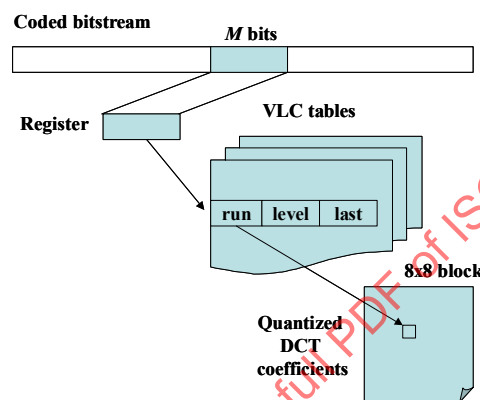 Coded bitstream
M bits
Register
VLC tables
run level last
8x8 block
Quantized
DCT
coefficients
full PDF of IS